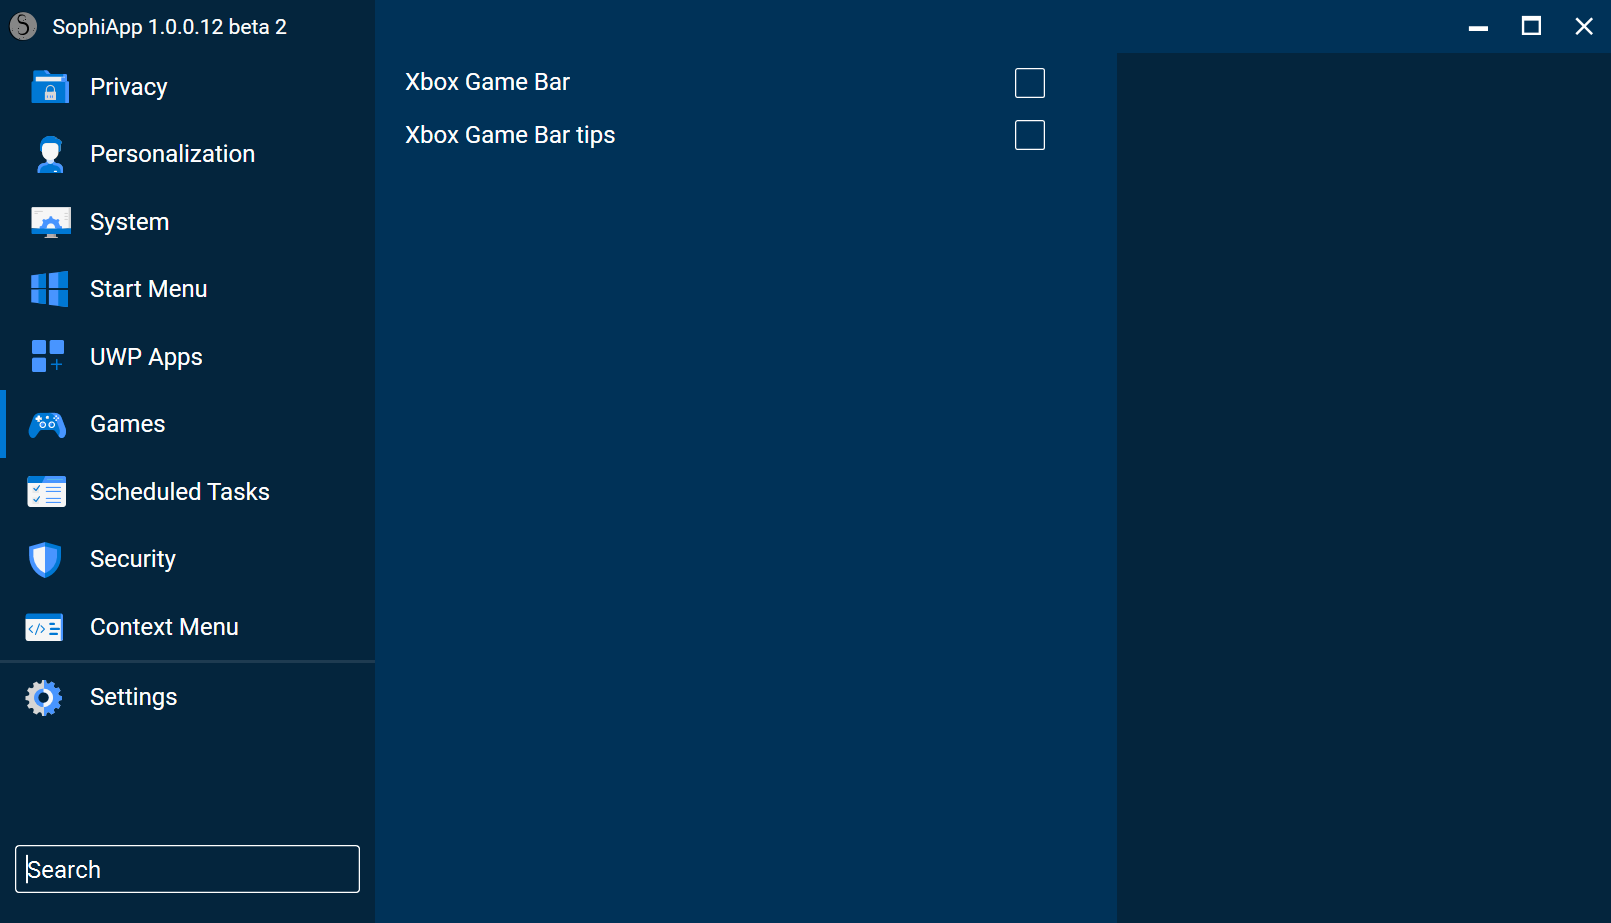 SophiApp 1.0.0.12 beta 2
Privacy
Personalization
System
Start Menu
UWP Apps
Games
Scheduled Tasks
Security
Context Menu
Settings
Search
Xbox Game Bar
Xbox Game Bar tips